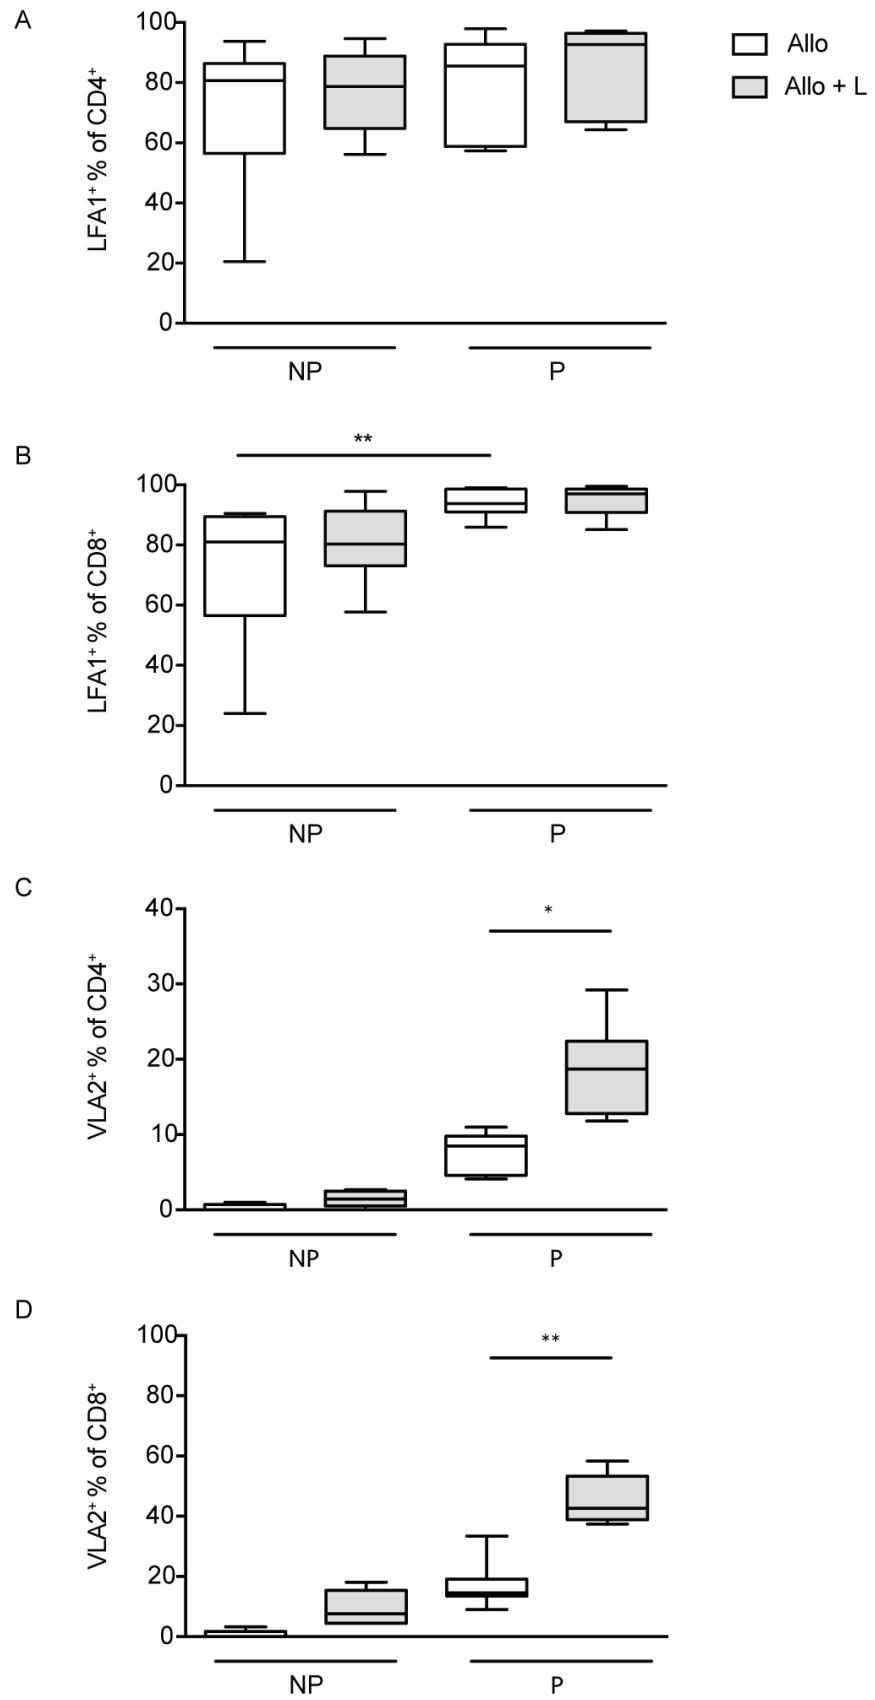 A
LFA1⁺ % of CD4⁺
100
80
60
40
20
0
NP
P
Allo
Allo + L
B
**
LFA1⁺ % of CD8⁺
100
80
60
40
20
0
NP
P
C
*
VLA2⁺ % of CD4⁺
40
30
20
10
0
NP
P
D
**
VLA2⁺ % of CD8⁺
100
80
60
40
20
0
NP
P